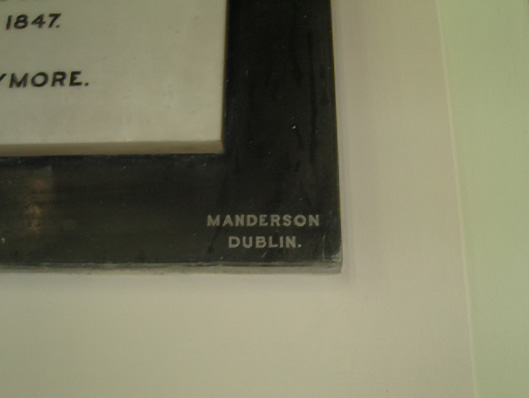 1847.
YMORE.
MANDERSON
DUBLIN.